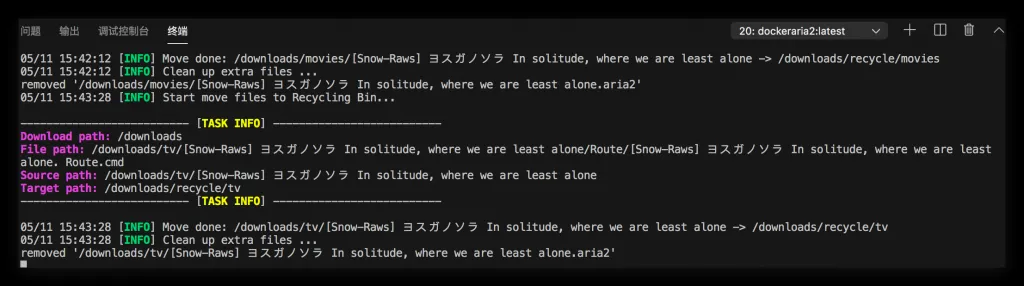 问题 输出 调试控制台 终端 20: dockeraria2:latest
05/11 15:42:12 [INFO] Move done: /downloads/movies/[Snow-Raws] ヨスガノソラ In solitude, where we are least alone -> /downloads/recycle/movies
05/11 15:42:12 [INFO] Clean up extra files ...
removed '/downloads/movies/[Snow-Raws] ヨスガノソラ In solitude, where we are least alone.aria2'
05/11 15:43:28 [INFO] Start move files to Recycling Bin...
-------------------------- [TASK INFO] --------------------------
Download path: /downloads
File path: /downloads/tv/[Snow-Raws] ヨスガノソラ In solitude, where we are least alone/Route/[Snow-Raws] ヨスガノソラ In solitude, where we are least
alone. Route.cmd
Source path: /downloads/tv/[Snow-Raws] ヨスガノソラ In solitude, where we are least alone
Target path: /downloads/recycle/tv
-------------------------- [TASK INFO] --------------------------
05/11 15:43:28 [INFO] Move done: /downloads/tv/[Snow-Raws] ヨスガノソラ In solitude, where we are least alone -> /downloads/recycle/tv
05/11 15:43:28 [INFO] Clean up extra files ...
removed '/downloads/tv/[Snow-Raws] ヨスガノソラ In solitude, where we are least alone.aria2'